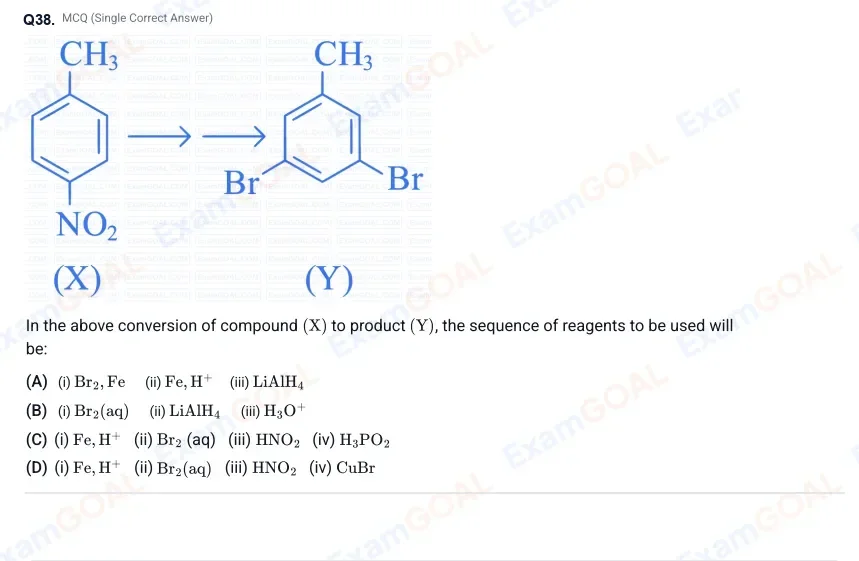 Q38. MCQ (Single Correct Answer)
CH₃ CH₃
Br Br
NO₂
(X) (Y)
In the above conversion of compound (X) to product (Y), the sequence of reagents to be used will
be:
(A) (i) Br₂, Fe (ii) Fe, H⁺ (iii) LiAlH₄
(B) (i) Br₂(aq) (ii) LiAlH₄ (iii) H₃O⁺
(C) (i) Fe, H⁺ (ii) Br₂ (aq) (iii) HNO₂ (iv) H₃PO₂
(D) (i) Fe, H⁺ (ii) Br₂(aq) (iii) HNO₂ (iv) CuBr
ExamGOAL